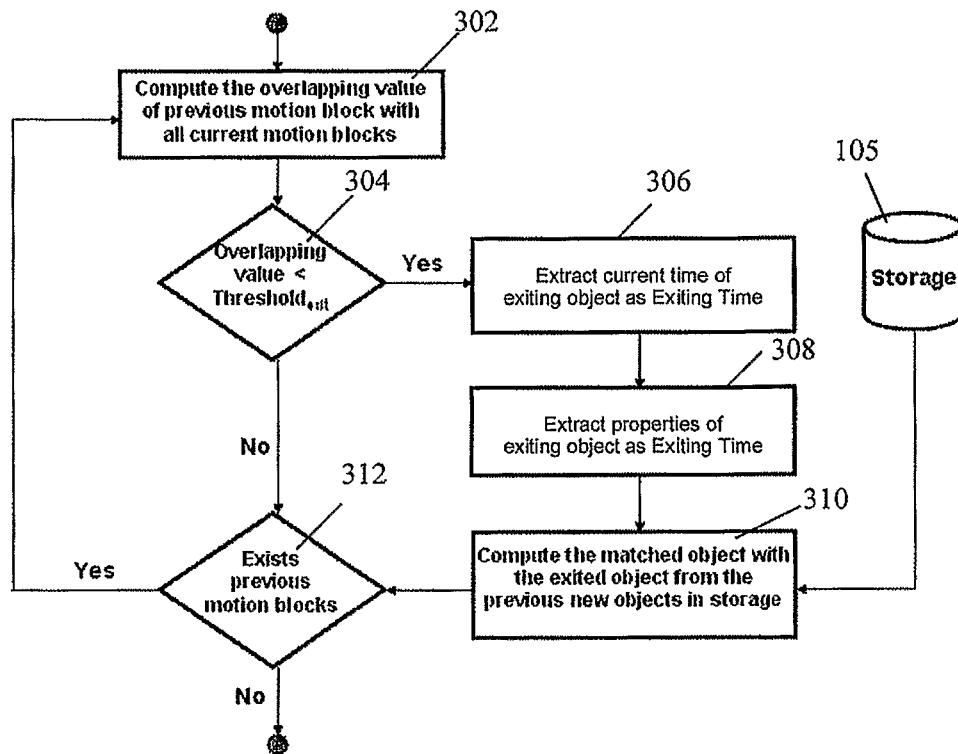 302
Compute the overlapping value
of previous motion block with
all current motion blocks
304
Overlapping
value <
Threshold
Yes
306
Extract current time of
exiting object as Exiting Time
105
Storage
308
Extract properties of
exiting object as Exiting Time
No
312
310
Exists
previous
motion blocks
Yes
Compute the matched object with
the exited object from the
previous new objects in storage
No